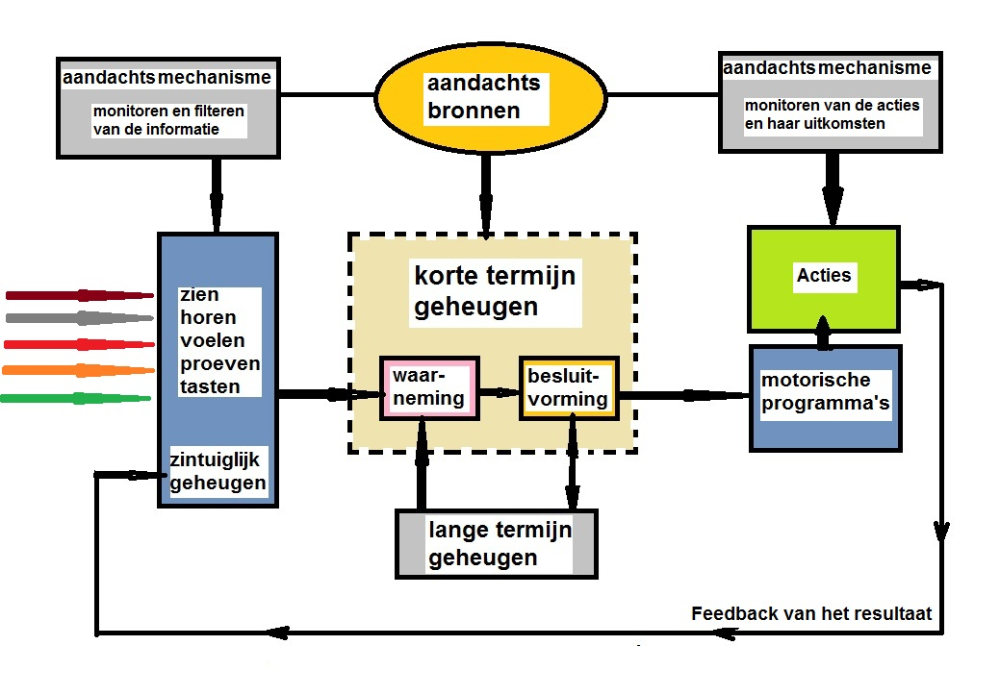 aandachtsmechanisme
monitoren en filteren
van de informatie
aandachts
bronnen
aandachtsmechanisme
monitoren van de acties
en haar uitkomsten
zien
horen
voelen
proeven
tasten
zintuiglijk
geheugen
korte termijn
geheugen
waar-
neming
besluit-
vorming
lange termijn
geheugen
Acties
motorische
programma's
Feedback van het resultaat